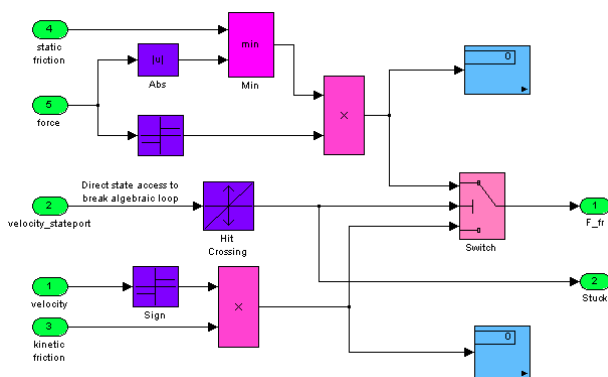 4
static
friction
|u|
Abs
min
Min
0
5
force
×
Direct state access to
break algebraic loop
2
velocity_stateport
Hit
Crossing
Switch
1
F_fr
1
velocity
Sign
×
2
Stuck
3
kinetic
friction
0